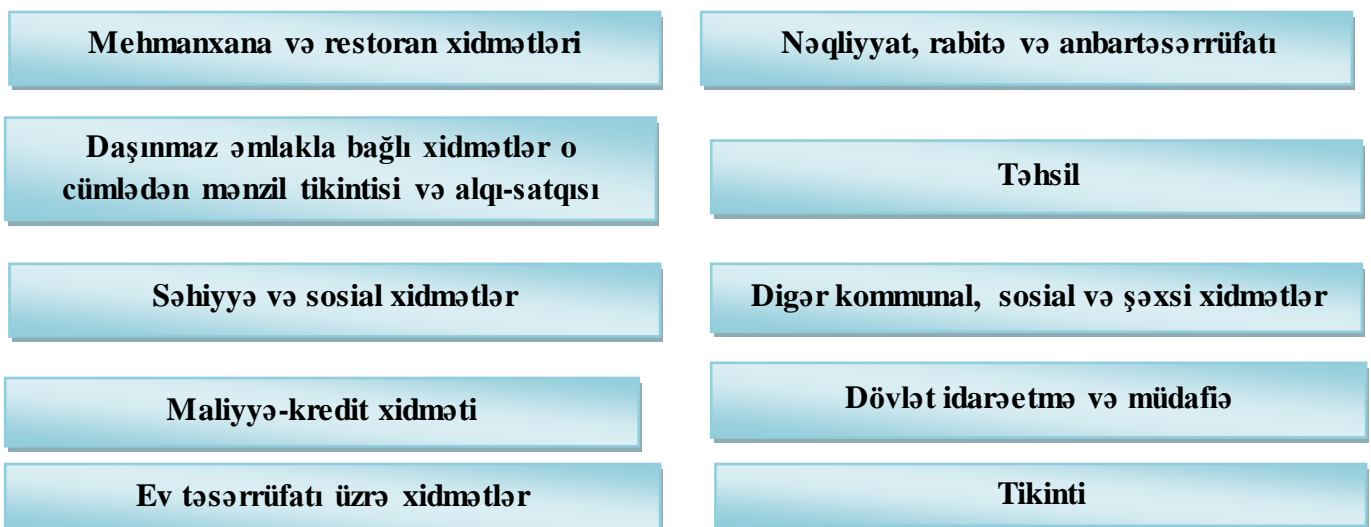 Mehmanxana və restoran xidmətləri
Nəqliyyat, rabitə və anbartəsərrüfatı
Daşınmaz əmlakla bağlı xidmətlər o
cümlədən mənzil tikintisi və alqı-satqısı
Təhsil
Səhiyyə və sosial xidmətlər
Digər kommunal, sosial və şəxsi xidmətlər
Maliyyə-kredit xidməti
Dövlət idarəetmə və müdafiə
Ev təsərrüfatı üzrə xidmətlər
Tikinti